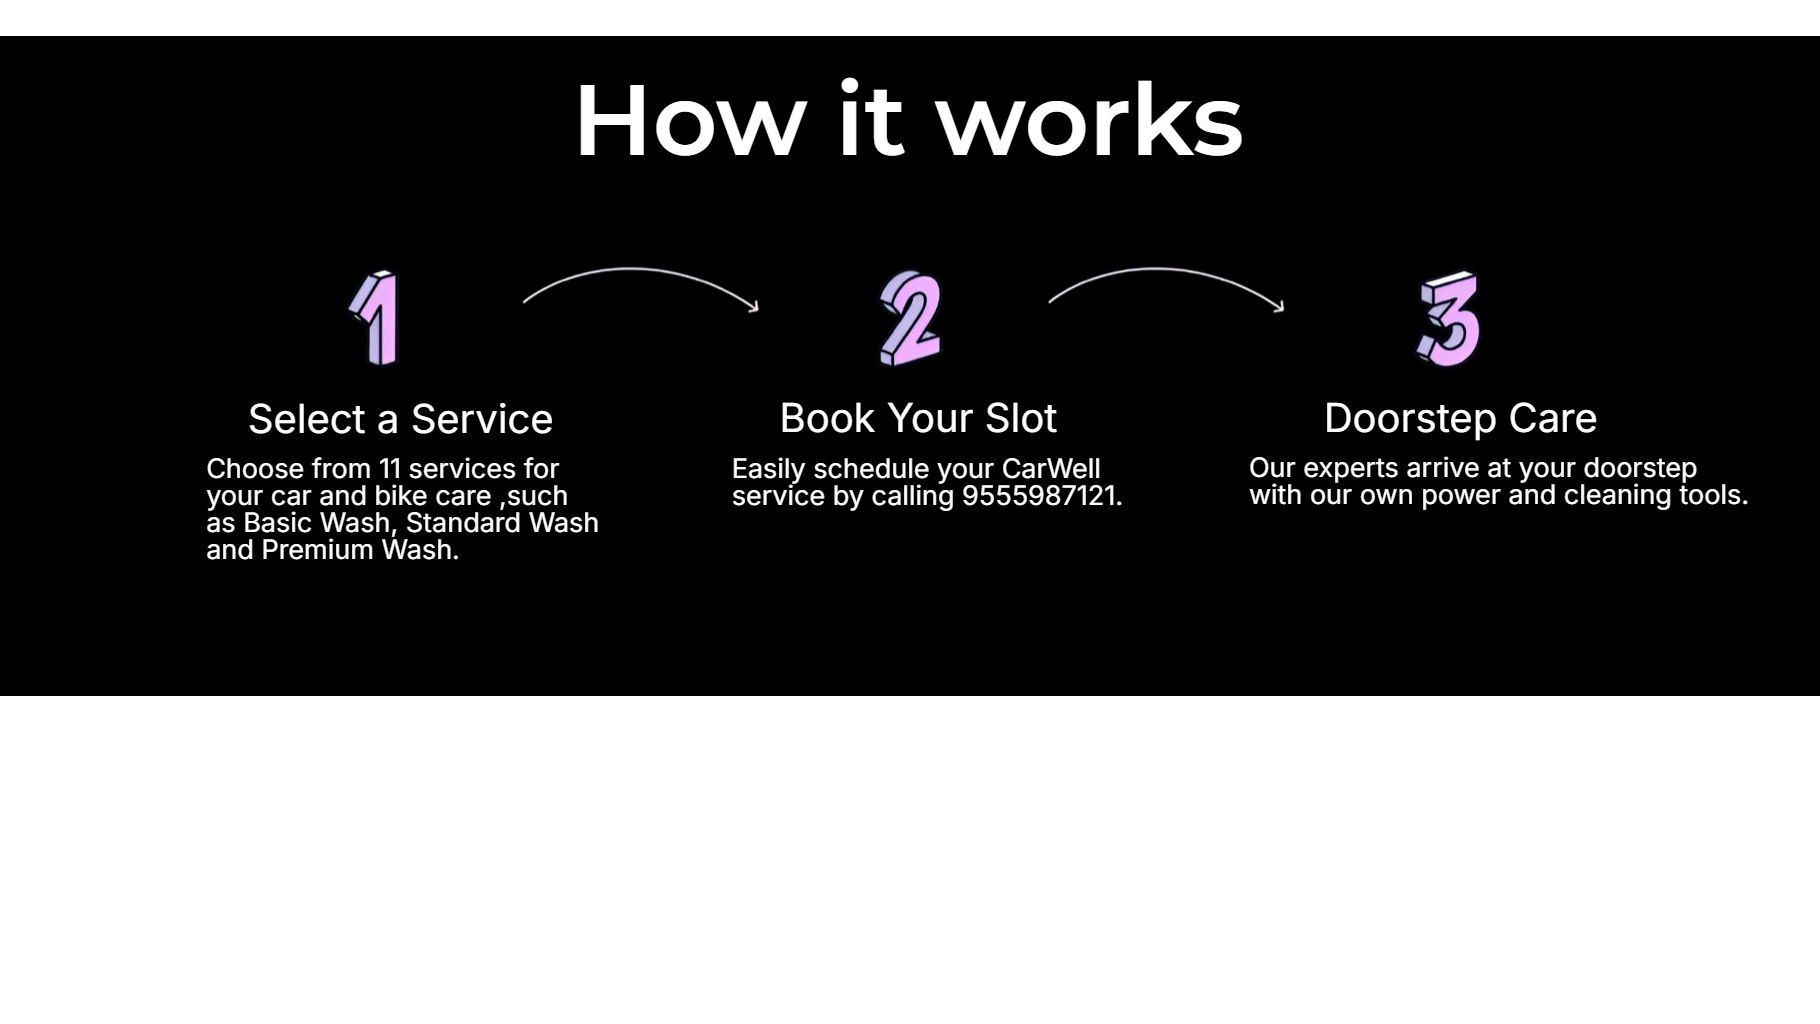 How it works
1
2
3
Select a Service
Choose from 11 services for
your car and bike care ,such
as Basic Wash, Standard Wash
and Premium Wash.
Book Your Slot
Easily schedule your CarWell
service by calling 9555987121.
Doorstep Care
Our experts arrive at your doorstep
with our own power and cleaning tools.